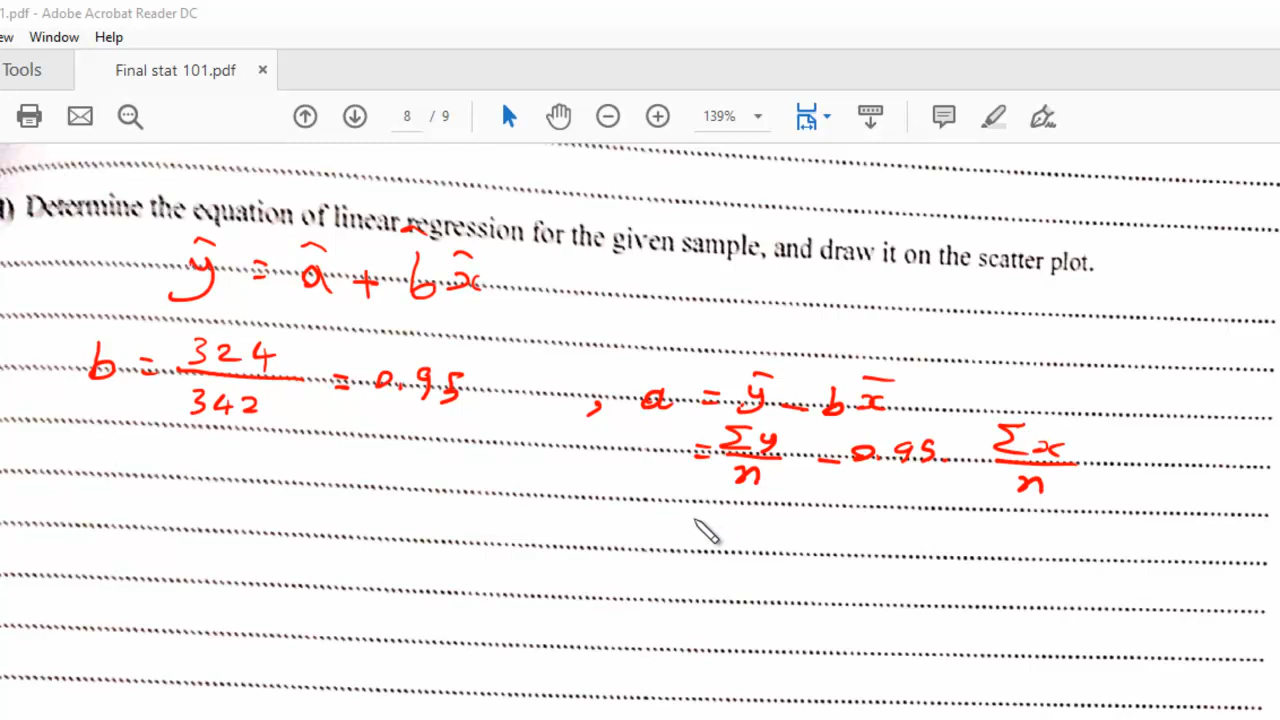 1.pdf - Adobe Acrobat Reader DC
ew Window Help
Tools Final stat 101.pdf ×
8 / 9 139%
) Determine the equation of linear regression for the given sample, and draw it on the scatter plot.
ŷ = â + b̂ x̂
b = 324/342 = 0.95 , a = ȳ - b x̄
= Σy/n - 0.95. Σx/n